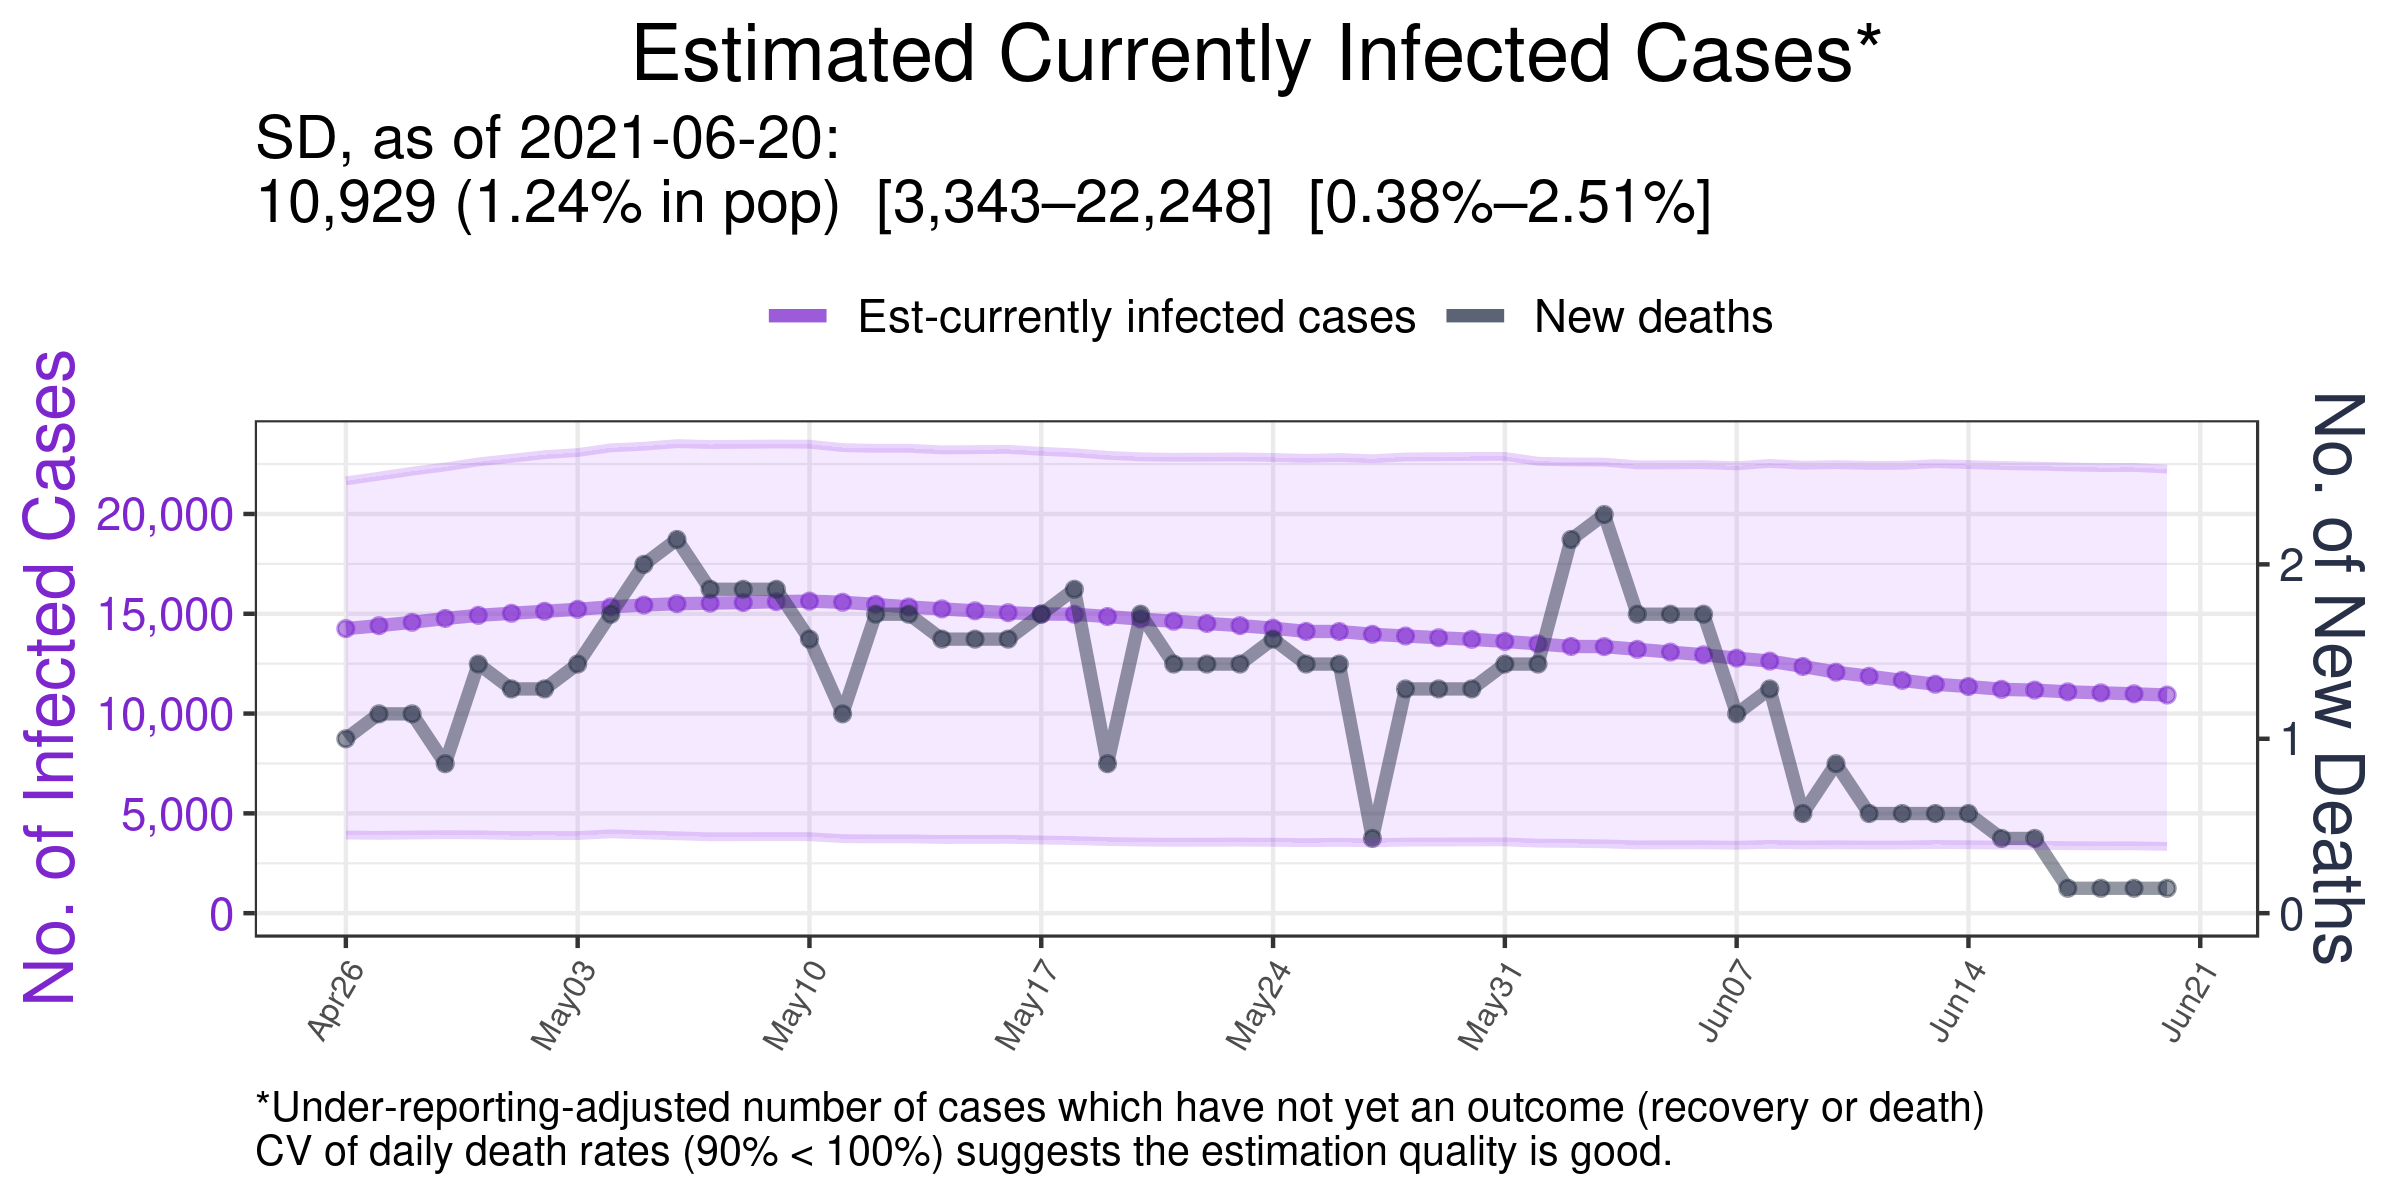 Estimated Currently Infected Cases*
SD, as of 2021-06-20:
10,929 (1.24% in pop)  [3,343–22,248]  [0.38%–2.51%]
Est-currently infected cases
New deaths
No. of Infected Cases
20,000
15,000
10,000
5,000
0
No. of New Deaths
2
1
0
Apr26
May03
May10
May17
May24
May31
Jun07
Jun14
Jun21
*Under-reporting-adjusted number of cases which have not yet an outcome (recovery or death)
CV of daily death rates (90% < 100%) suggests the estimation quality is good.